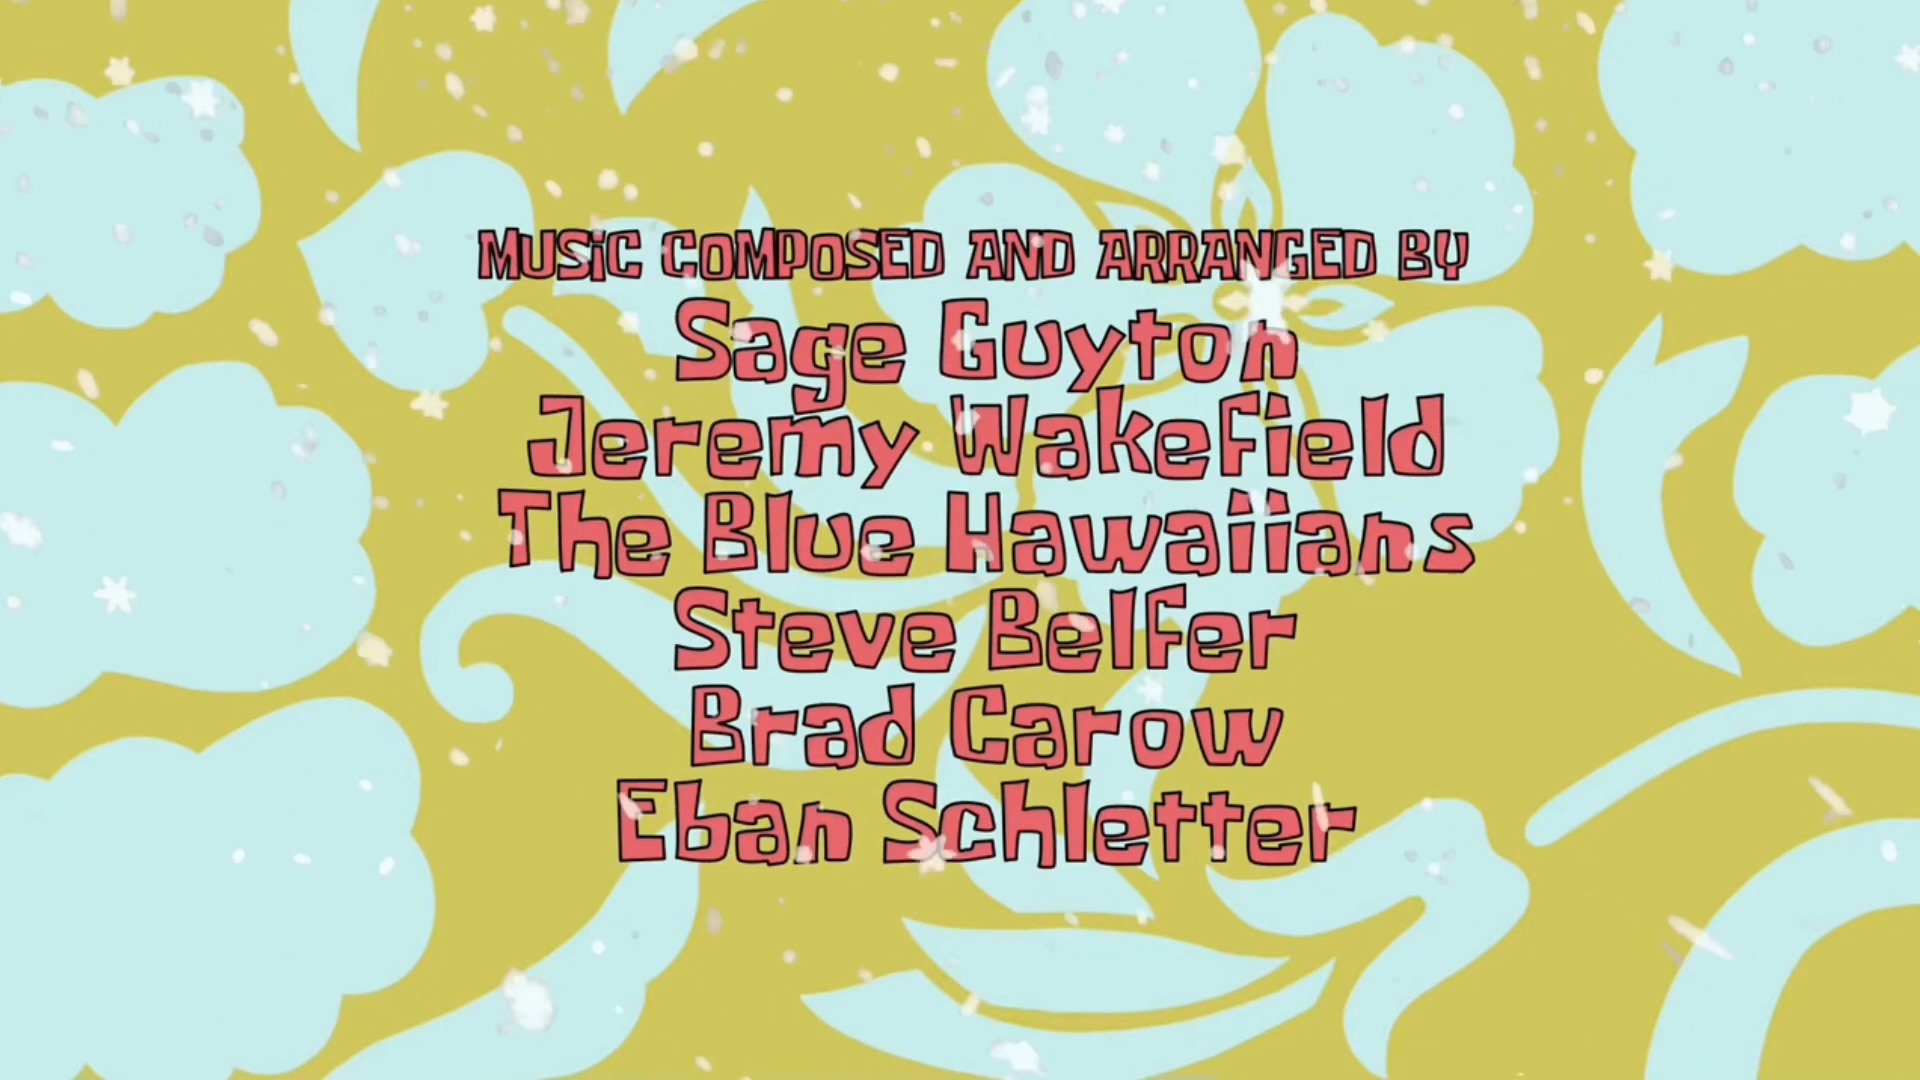 MUSiC COMPOSED AND ARRANGED BY
Sage Guyton
Jeremy Wakefield
The Blue Hawaiians
Steve Belfer
Brad Carow
Eban Schletter